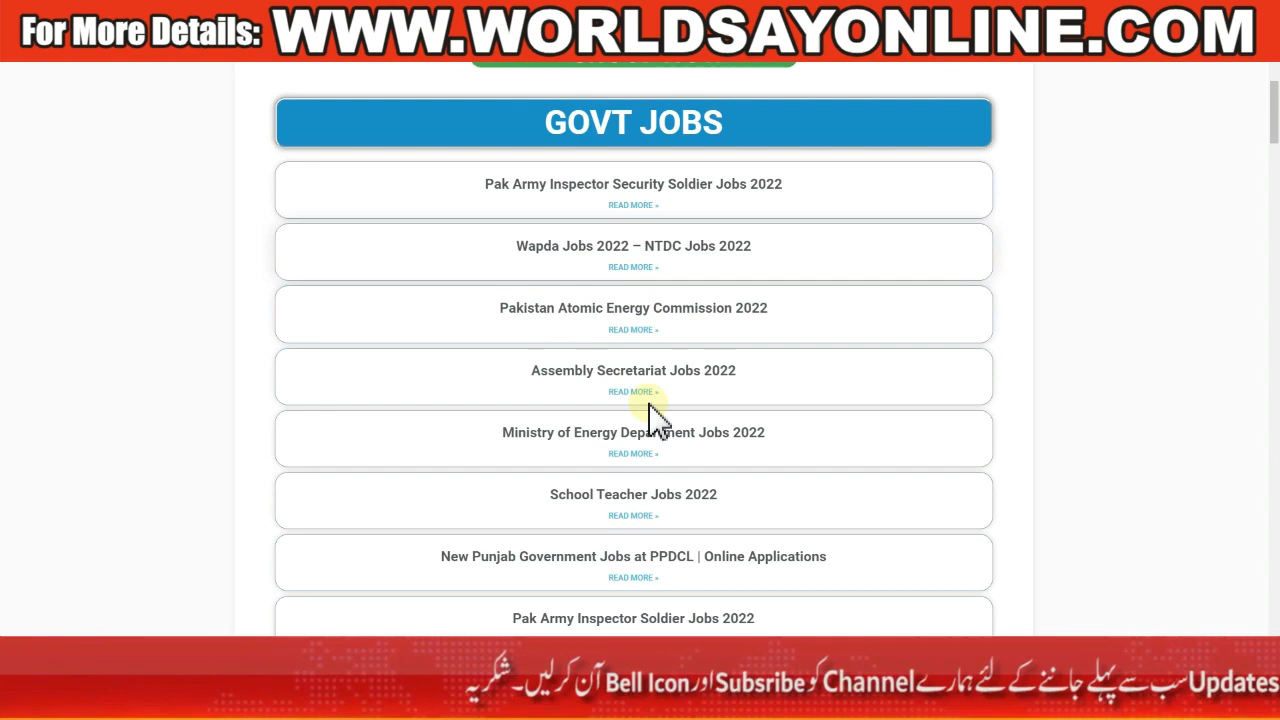 For More Details: WWW.WORLDSAYONLINE.COM
GOVT JOBS
Pak Army Inspector Security Soldier Jobs 2022
READ MORE »
Wapda Jobs 2022 – NTDC Jobs 2022
READ MORE »
Pakistan Atomic Energy Commission 2022
READ MORE »
Assembly Secretariat Jobs 2022
READ MORE »
Ministry of Energy Department Jobs 2022
READ MORE »
School Teacher Jobs 2022
READ MORE »
New Punjab Government Jobs at PPDCL | Online Applications
READ MORE »
Pak Army Inspector Soldier Jobs 2022
Updates سب سے پہلے جاننے کے لئے ہمارے Channel کو Subsribe اور Bell Icon آن کرلیں۔ شکریہ